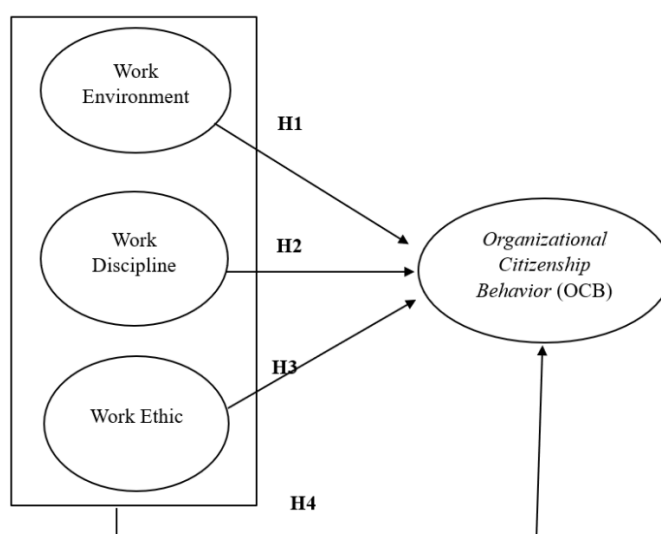 Work
Environment
H1
Work
Discipline
H2
Organizational
Citizenship
Behavior (OCB)
H3
Work Ethic
H4